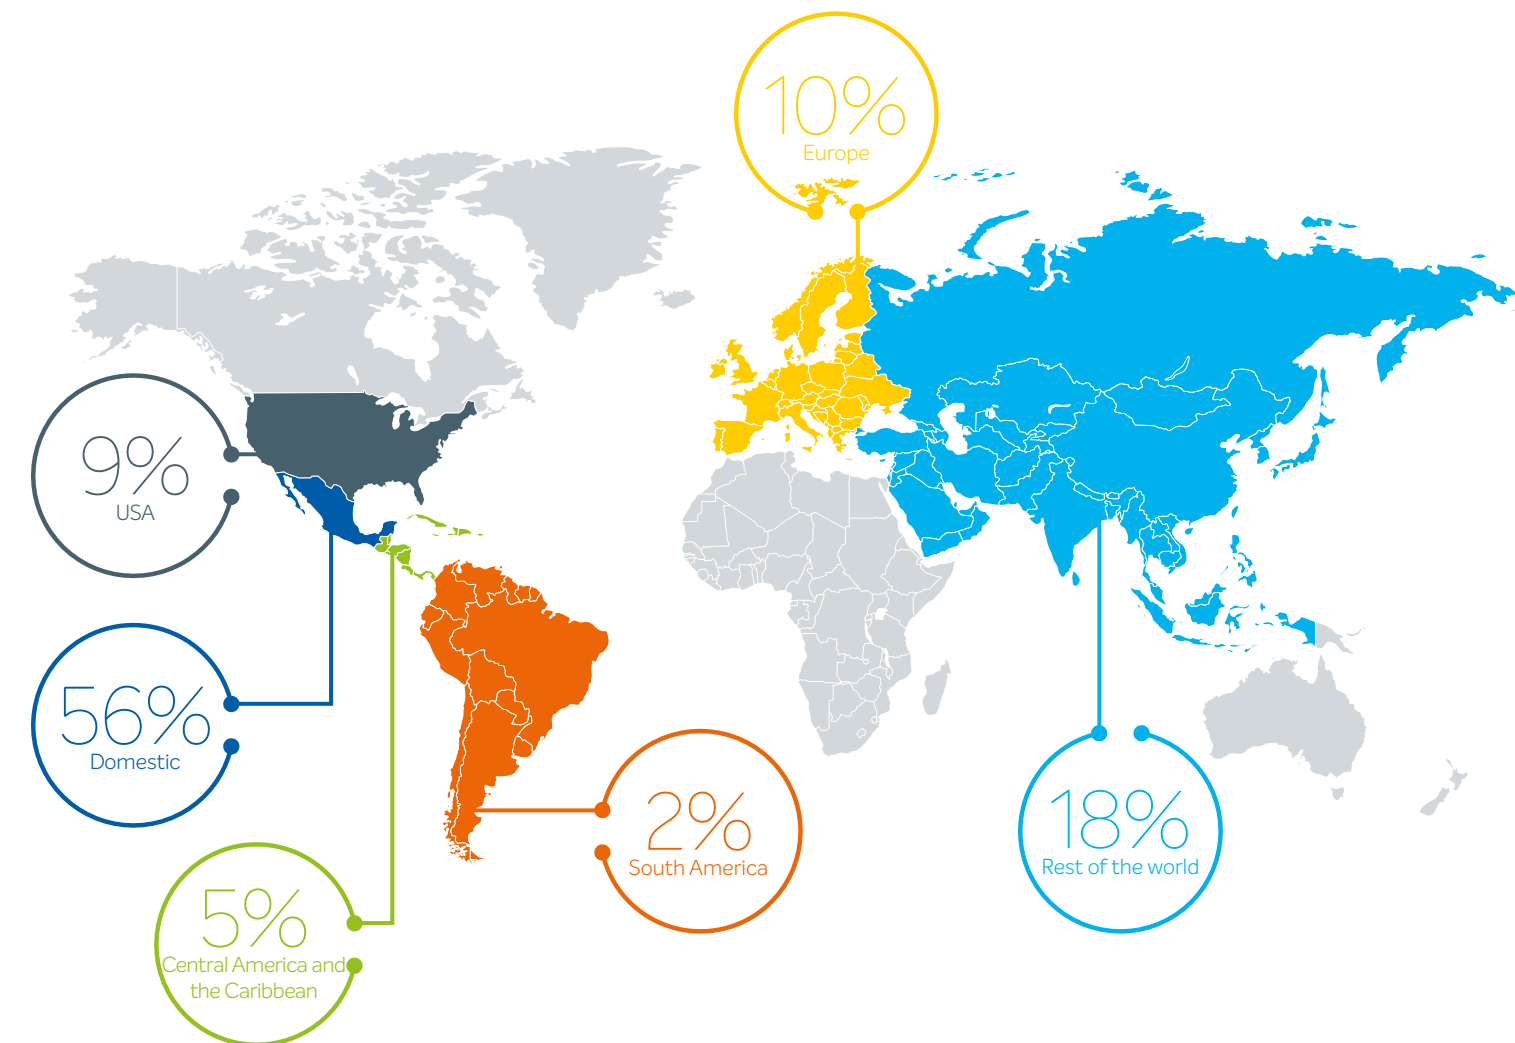 10%
Europe
9%
USA
56%
Domestic
2%
South America
18%
Rest of the world
5%
Central America and
the Caribbean